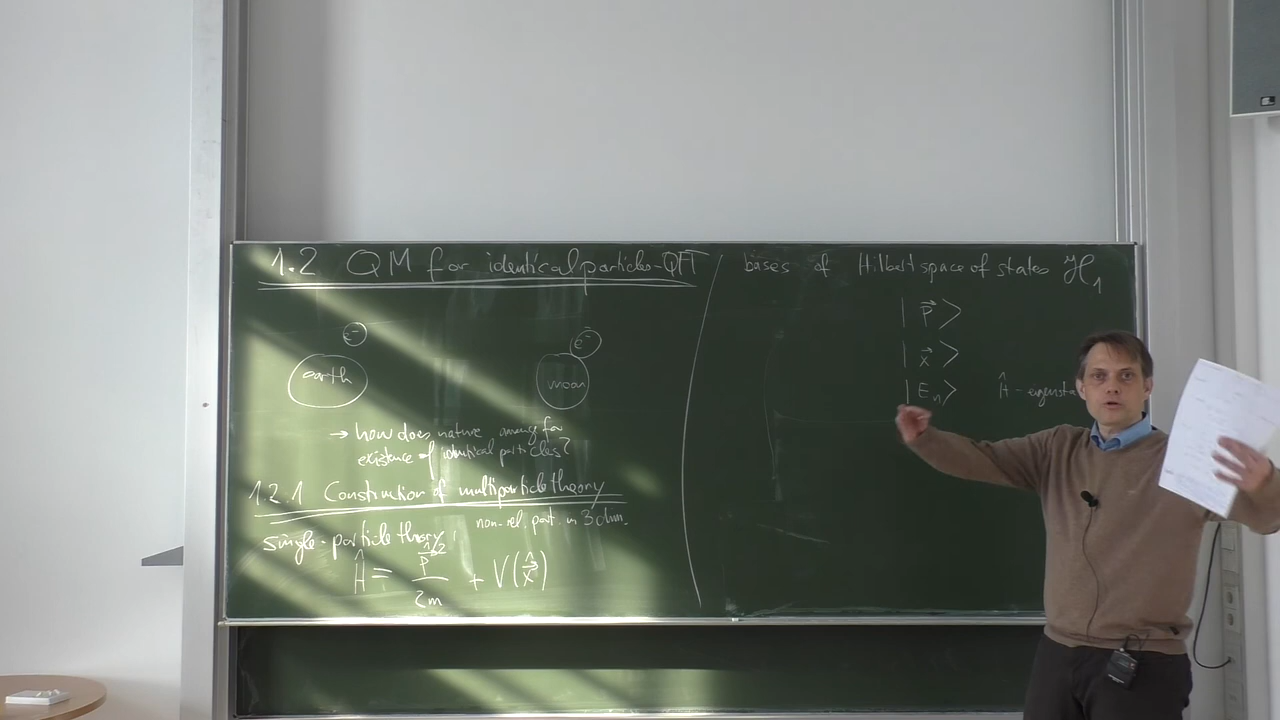 1.2 QM for identical particles-QFT
e⁻
e⁻
earth
moon
→ how does nature arrange for
existence of identical particles?
1.2.1 Construction of multiparticle theory
non-rel. part. in 3 dim.
single-particle theory:
Ĥ = p̂⃗² / 2m + V(x̂⃗)
bases of Hilbert space of states ℋ₁
| p⃗ >
| x⃗ >
| Eₙ > Ĥ - eigensta